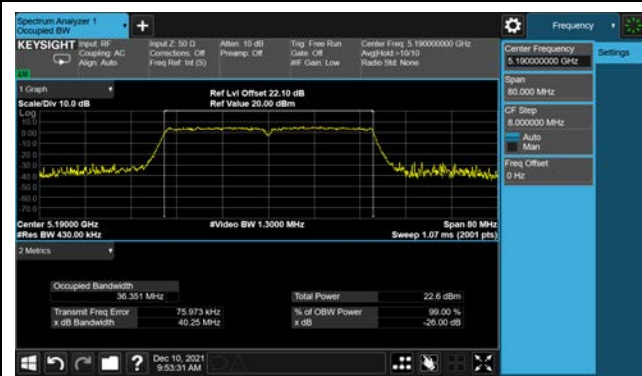 Spectrum Analyzer 1
Occupied BW
+
Frequency
KEYSIGHT Input: RF Input Z: 50 Ω Atten: 10 dB Trig: Free Run Center Freq: 5.190000000 GHz
Coupling: AC Corrections: Off Preamp: Off Gate: Off Avg|Hold:>10/10
Align: Auto Freq Ref: Int (S) #IF Gain: Low Radio Std: None
1 Graph
Ref Lvl Offset 22.10 dB
Scale/Div 10.0 dB Ref Value 20.00 dBm
Log
10.0
0.00
-10.0
-20.0
-30.0
-40.0
-50.0
-60.0
-70.0
Center 5.19000 GHz #Video BW 1.3000 MHz Span 80 MHz
#Res BW 430.00 kHz Sweep 1.07 ms (2001 pts)
2 Metrics
Occupied Bandwidth
36.351 MHz Total Power 22.6 dBm
Transmit Freq Error 75.973 kHz % of OBW Power 99.00 %
x dB Bandwidth 40.25 MHz x dB -26.00 dB
Dec 10, 2021
9:53:31 AM
?
Center Frequency
5.190000000 GHz
Settings
Span
80.000 MHz
CF Step
8.000000 MHz
Auto
Man
Freq Offset
0 Hz